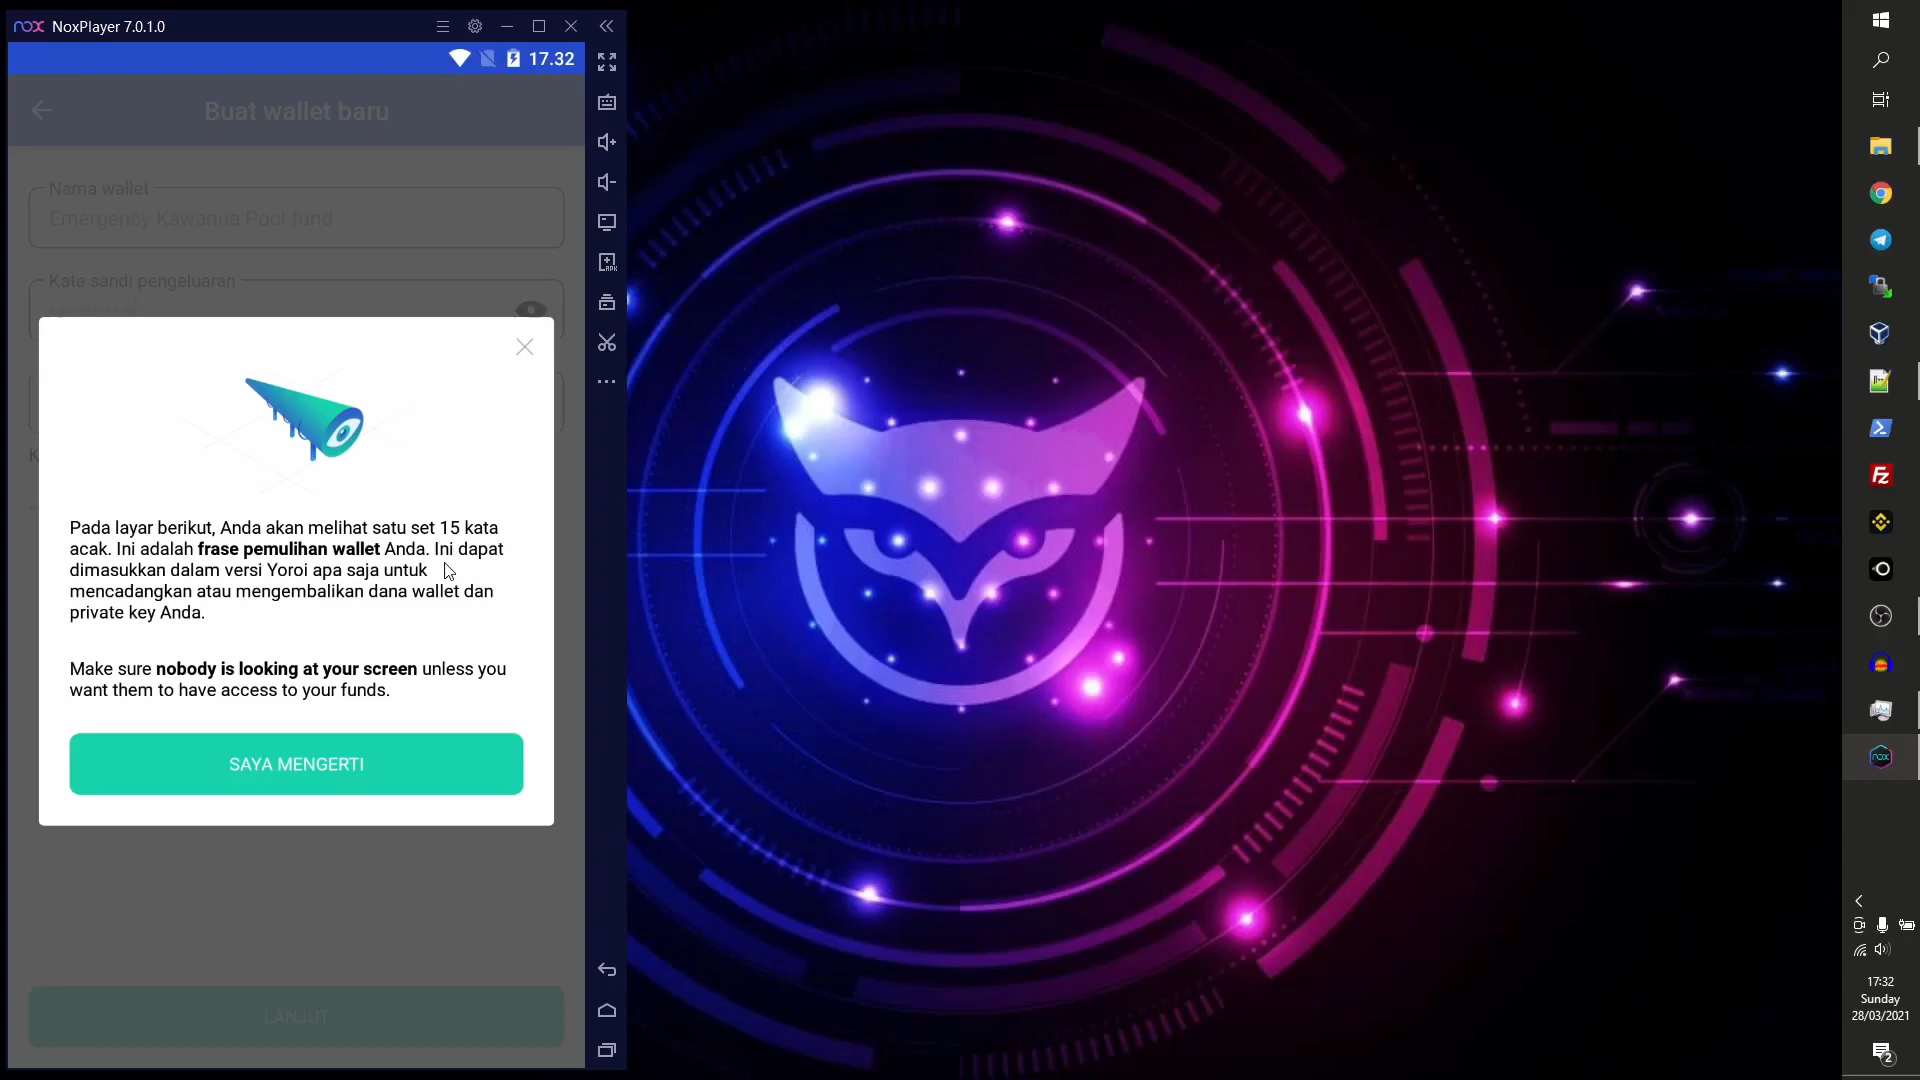 nox NoxPlayer 7.0.1.0
17.32
Buat wallet baru
Nama wallet
Emergency Kawanua Pool fund
Kata sandi pengeluaran
Pada layar berikut, Anda akan melihat satu set 15 kata
acak. Ini adalah frase pemulihan wallet Anda. Ini dapat
dimasukkan dalam versi Yoroi apa saja untuk
mencadangkan atau mengembalikan dana wallet dan
private key Anda.
Make sure nobody is looking at your screen unless you
want them to have access to your funds.
SAYA MENGERTI
LANJUT
17:32
Sunday
28/03/2021
2